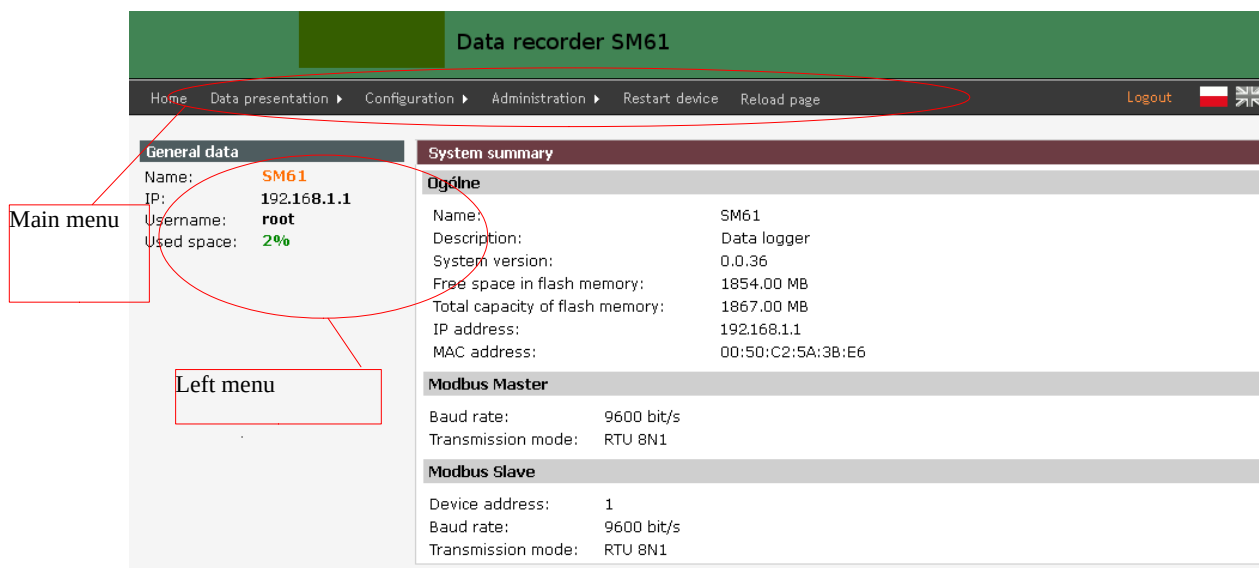 Data recorder SM61
Home Data presentation Configuration Administration Restart device Reload page Logout
General data
Name: SM61
IP: 192.168.1.1
Username: root
Used space: 2%
Main menu
Left menu
System summary
Ogólne
Name: SM61
Description: Data logger
System version: 0.0.36
Free space in flash memory: 1854.00 MB
Total capacity of flash memory: 1867.00 MB
IP address: 192.168.1.1
MAC address: 00:50:C2:5A:3B:E6
Modbus Master
Baud rate: 9600 bit/s
Transmission mode: RTU 8N1
Modbus Slave
Device address: 1
Baud rate: 9600 bit/s
Transmission mode: RTU 8N1